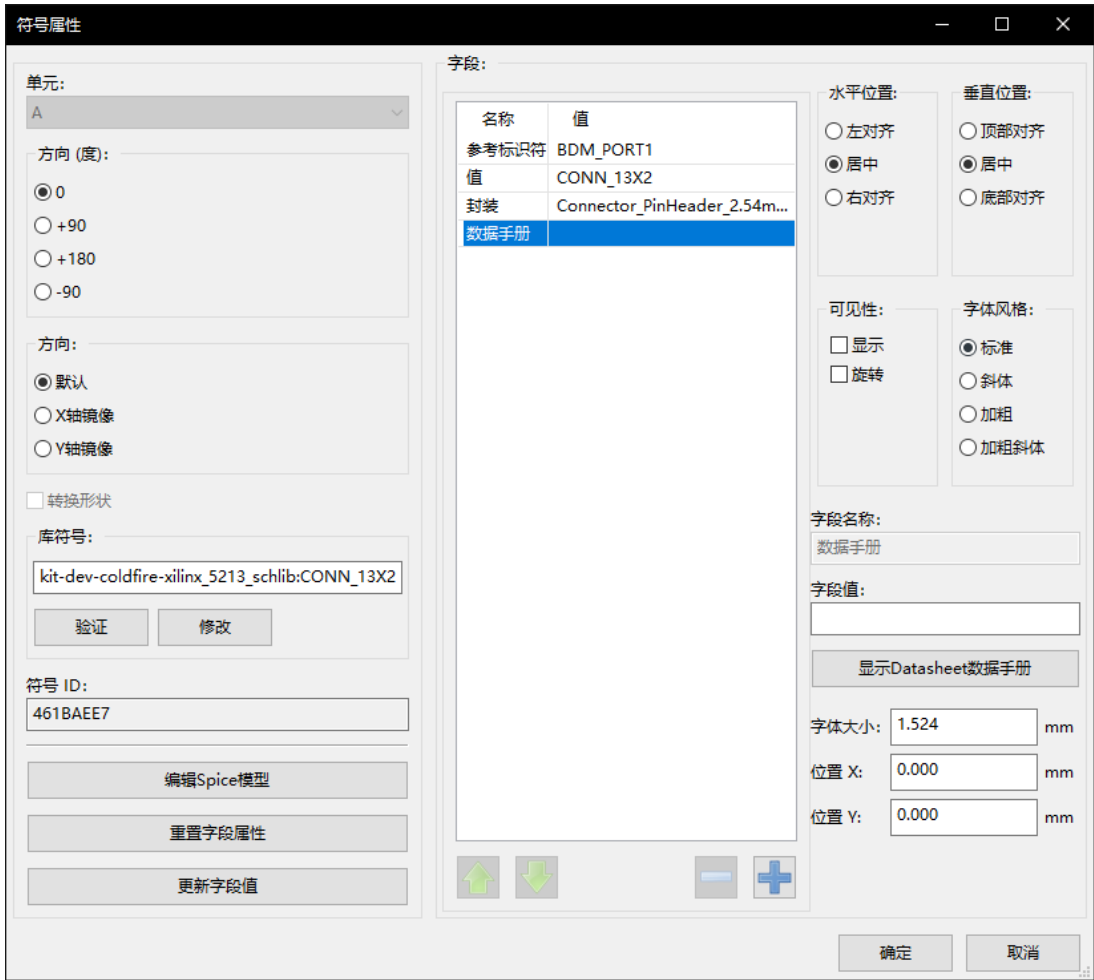 符号属性
单元:
A
方向 (度):
0
+90
+180
-90
方向:
默认
X轴镜像
Y轴镜像
转换形状
库符号:
kit-dev-coldfire-xilinx_5213_schlib:CONN_13X2
验证 修改
符号 ID:
461BAEE7
编辑Spice模型
重置字段属性
更新字段值
字段:
名称 值
参考标识符 BDM_PORT1
值 CONN_13X2
封装 Connector_PinHeader_2.54m...
数据手册
水平位置:
左对齐
居中
右对齐
垂直位置:
顶部对齐
居中
底部对齐
可见性:
显示
旋转
字体风格:
标准
斜体
加粗
加粗斜体
字段名称:
数据手册
字段值:
显示Datasheet数据手册
字体大小: 1.524 mm
位置 X: 0.000 mm
位置 Y: 0.000 mm
确定 取消